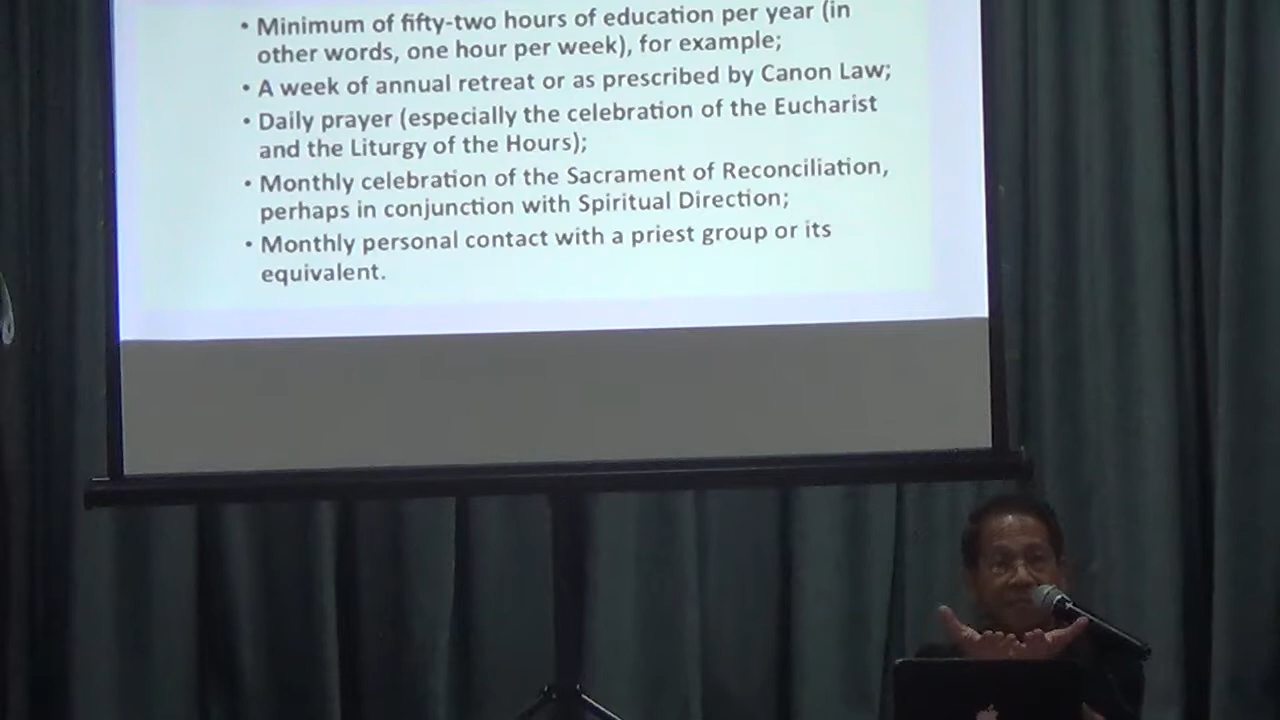 • Minimum of fifty-two hours of education per year (in
other words, one hour per week), for example;
• A week of annual retreat or as prescribed by Canon Law;
• Daily prayer (especially the celebration of the Eucharist
and the Liturgy of the Hours);
• Monthly celebration of the Sacrament of Reconciliation,
perhaps in conjunction with Spiritual Direction;
• Monthly personal contact with a priest group or its
equivalent.